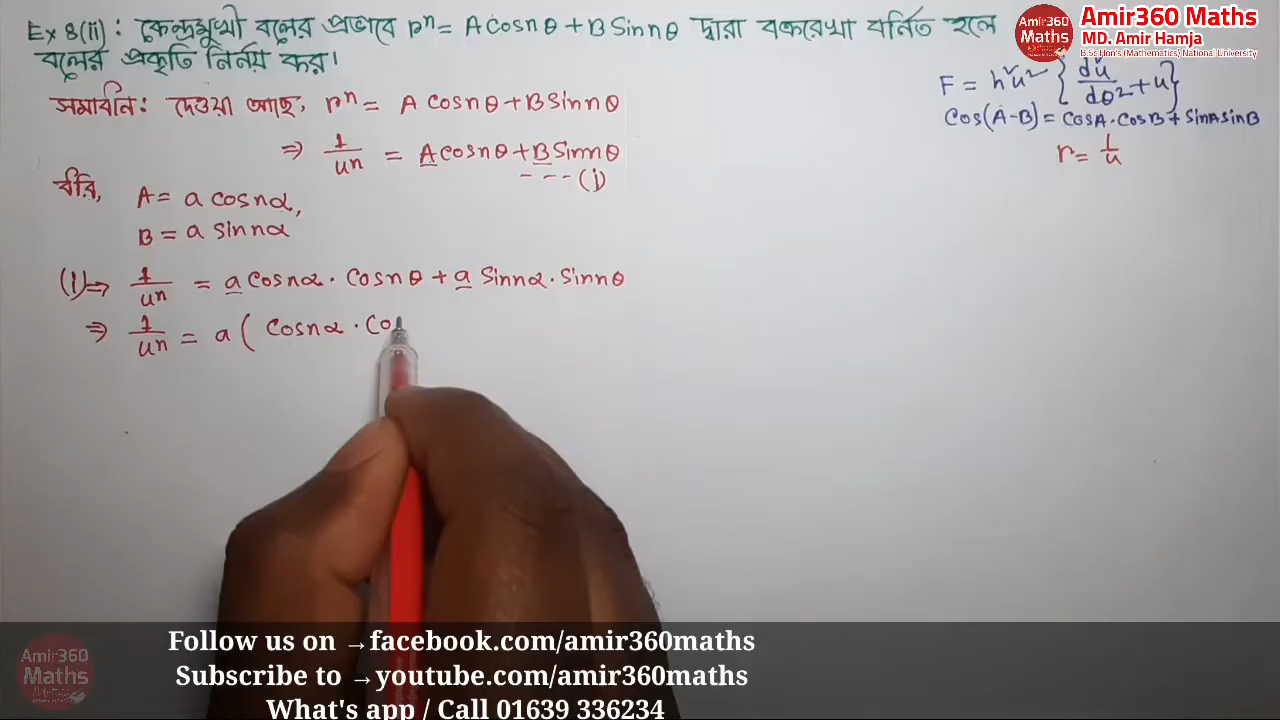 Ex 8(ii) : কেন্দ্রমুখী বলের প্রভাবে rⁿ = A cosnθ + B Sinnθ দ্বারা বক্ররেখা বর্নিত হলে
বলের প্রকৃতি নির্নয় কর।
Amir360 Maths
MD. Amir Hamja
B.Sc Hon's (Mathematics) National University
F = h²u² { d²u/dθ² + u }
Cos(A-B) = cosA·cosB + sinA sinB
r = 1/u
সমাধান: দেওয়া আছে, rⁿ = A cosnθ + B sinnθ
⇒ 1/uⁿ = A cosnθ + B Sinnθ
---- (i)
ধরি, A = a cosnα,
B = a sinnα
(i)⇒ 1/uⁿ = a cosnα · cosnθ + a sinnα · sinnθ
⇒ 1/uⁿ = a ( cosnα · co
Amir360
Maths
Follow us on →facebook.com/amir360maths
Subscribe to →youtube.com/amir360maths
What's app / Call 01639 336234